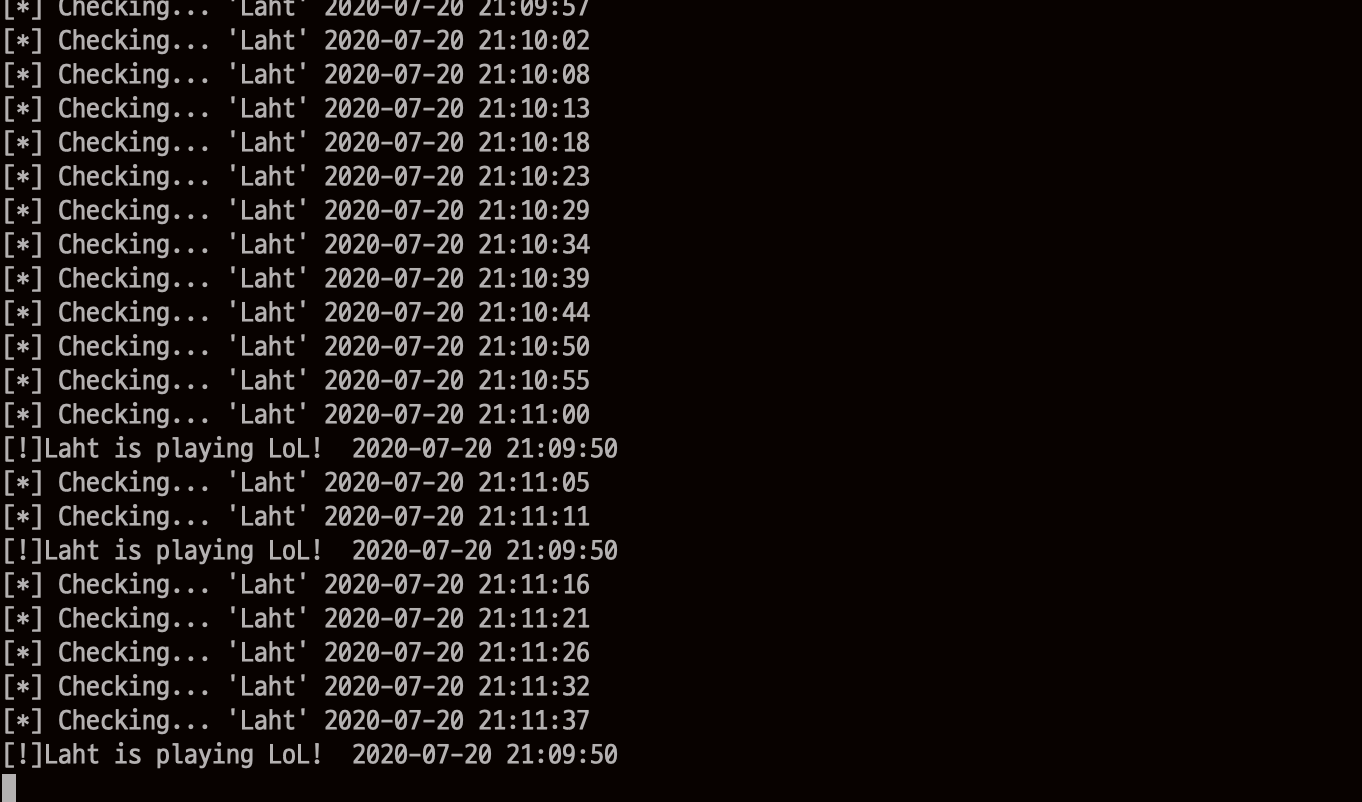 [*] Checking... 'Laht' 2020-07-20 21:09:57
[*] Checking... 'Laht' 2020-07-20 21:10:02
[*] Checking... 'Laht' 2020-07-20 21:10:08
[*] Checking... 'Laht' 2020-07-20 21:10:13
[*] Checking... 'Laht' 2020-07-20 21:10:18
[*] Checking... 'Laht' 2020-07-20 21:10:23
[*] Checking... 'Laht' 2020-07-20 21:10:29
[*] Checking... 'Laht' 2020-07-20 21:10:34
[*] Checking... 'Laht' 2020-07-20 21:10:39
[*] Checking... 'Laht' 2020-07-20 21:10:44
[*] Checking... 'Laht' 2020-07-20 21:10:50
[*] Checking... 'Laht' 2020-07-20 21:10:55
[*] Checking... 'Laht' 2020-07-20 21:11:00
[!]Laht is playing LoL!  2020-07-20 21:09:50
[*] Checking... 'Laht' 2020-07-20 21:11:05
[*] Checking... 'Laht' 2020-07-20 21:11:11
[!]Laht is playing LoL!  2020-07-20 21:09:50
[*] Checking... 'Laht' 2020-07-20 21:11:16
[*] Checking... 'Laht' 2020-07-20 21:11:21
[*] Checking... 'Laht' 2020-07-20 21:11:26
[*] Checking... 'Laht' 2020-07-20 21:11:32
[*] Checking... 'Laht' 2020-07-20 21:11:37
[!]Laht is playing LoL!  2020-07-20 21:09:50